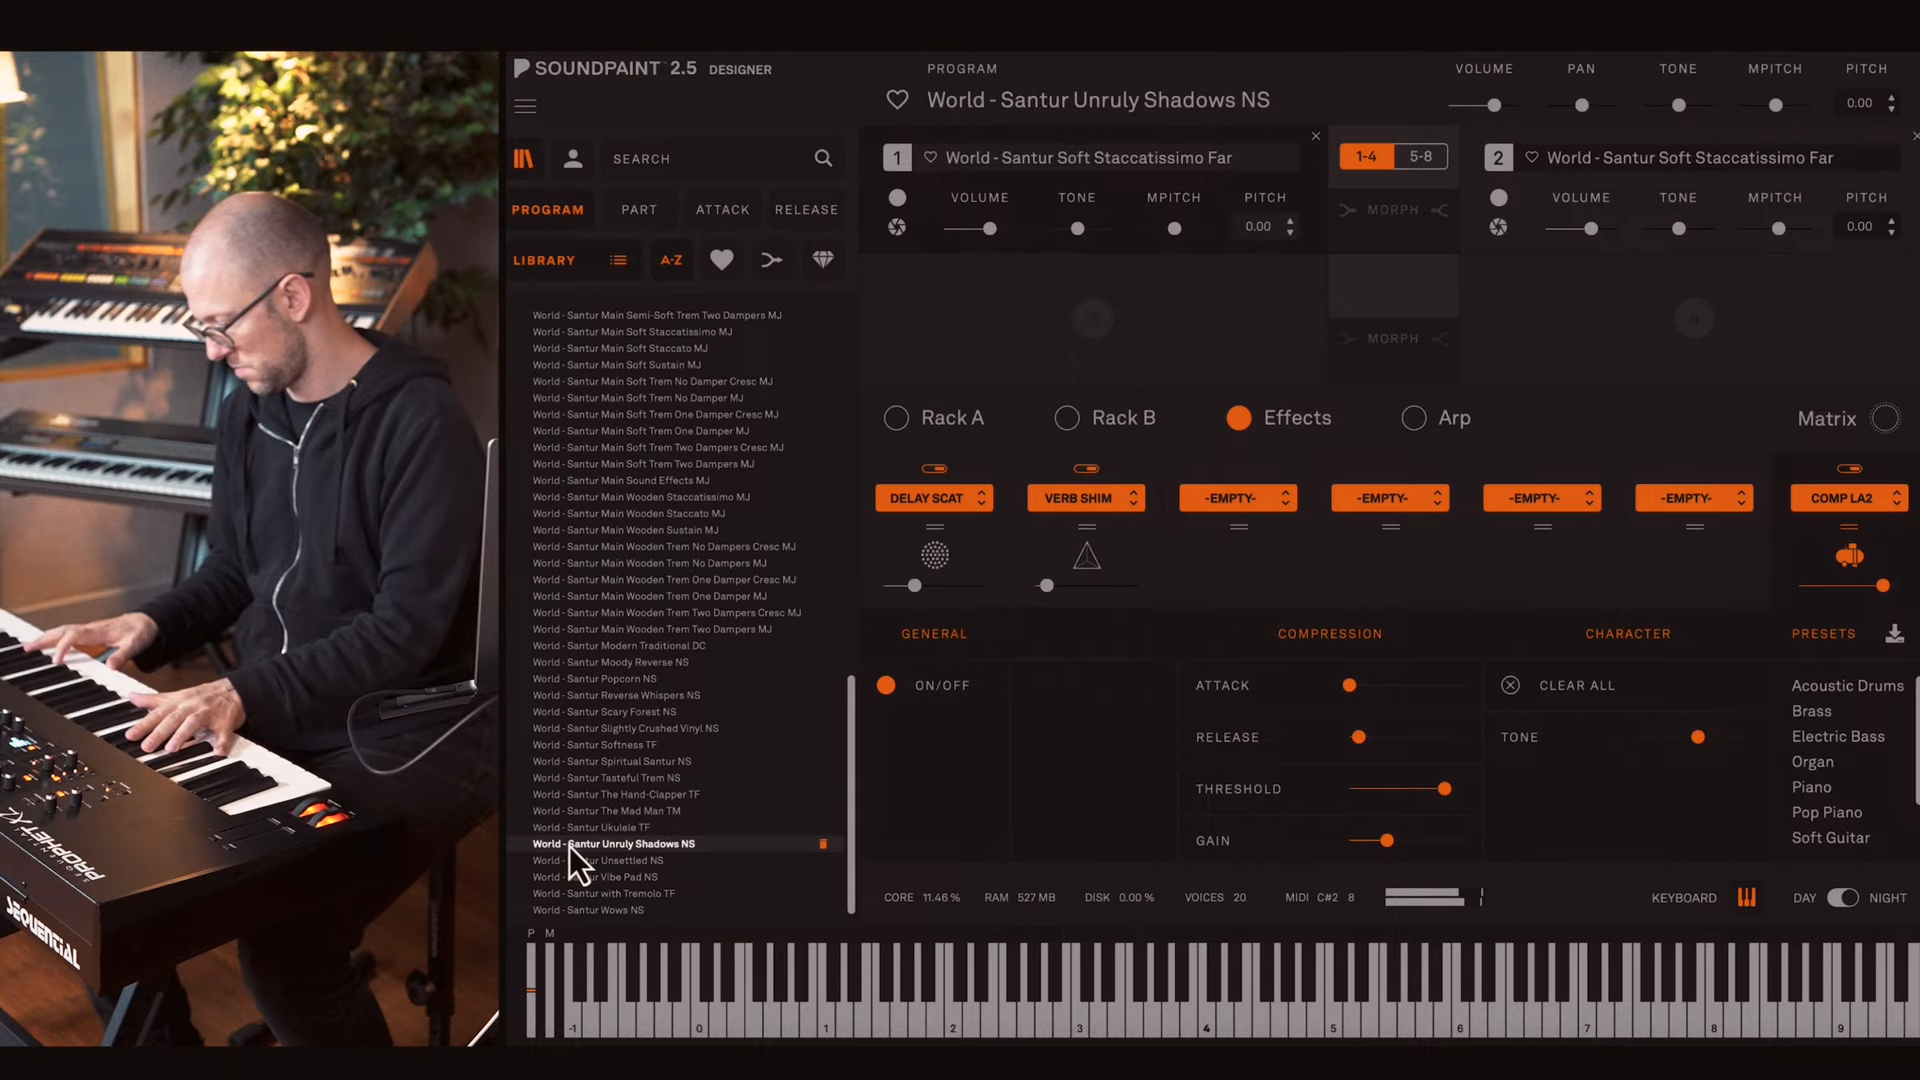 SOUNDPAINT 2.5 DESIGNER
PROGRAM
World - Santur Unruly Shadows NS
VOLUME PAN TONE MPITCH PITCH
0.00
SEARCH
PROGRAM PART ATTACK RELEASE
LIBRARY A-Z
1 World - Santur Soft Staccatissimo Far
VOLUME TONE MPITCH PITCH
0.00
1-4 5-8
MORPH
MORPH
2 World - Santur Soft Staccatissimo Far
VOLUME TONE MPITCH PITCH
0.00
3
4
World - Santur Main Semi-Soft Trem Two Dampers MJ
World - Santur Main Soft Staccatissimo MJ
World - Santur Main Soft Staccato MJ
World - Santur Main Soft Sustain MJ
World - Santur Main Soft Trem No Damper Cresc MJ
World - Santur Main Soft Trem No Damper MJ
World - Santur Main Soft Trem One Damper Cresc MJ
World - Santur Main Soft Trem One Damper MJ
World - Santur Main Soft Trem Two Dampers Cresc MJ
World - Santur Main Soft Trem Two Dampers MJ
World - Santur Main Sound Effects MJ
World - Santur Main Wooden Staccatissimo MJ
World - Santur Main Wooden Staccato MJ
World - Santur Main Wooden Sustain MJ
World - Santur Main Wooden Trem No Dampers Cresc MJ
World - Santur Main Wooden Trem No Dampers MJ
World - Santur Main Wooden Trem One Damper Cresc MJ
World - Santur Main Wooden Trem One Damper MJ
World - Santur Main Wooden Trem Two Dampers Cresc MJ
World - Santur Main Wooden Trem Two Dampers MJ
World - Santur Modern Traditional DC
World - Santur Moody Reverse NS
World - Santur Popcorn NS
World - Santur Reverse Whispers NS
World - Santur Scary Forest NS
World - Santur Slightly Crushed Vinyl NS
World - Santur Softness TF
World - Santur Spiritual Santur NS
World - Santur Tasteful Trem NS
World - Santur The Hand-Clapper TF
World - Santur The Mad Man TM
World - Santur Ukulele TF
World - Santur Unruly Shadows NS
World - Santur Unsettled NS
World - Santur Vibe Pad NS
World - Santur with Tremolo TF
World - Santur Wows NS
Rack A Rack B Effects Arp Matrix
DELAY SCAT VERB SHIM -EMPTY- -EMPTY- -EMPTY- -EMPTY- COMP LA2
GENERAL COMPRESSION CHARACTER PRESETS
ON/OFF
ATTACK
RELEASE
THRESHOLD
GAIN
CLEAR ALL
TONE
Acoustic Drums
Brass
Electric Bass
Organ
Piano
Pop Piano
Soft Guitar
CORE 11.46 % RAM 527 MB DISK 0.00 % VOICES 20 MIDI C#2 8 KEYBOARD DAY NIGHT
P M
-1 0 1 2 3 4 5 6 7 8 9
SEQUENTIAL
PROPHET XL
SEQUENTIAL